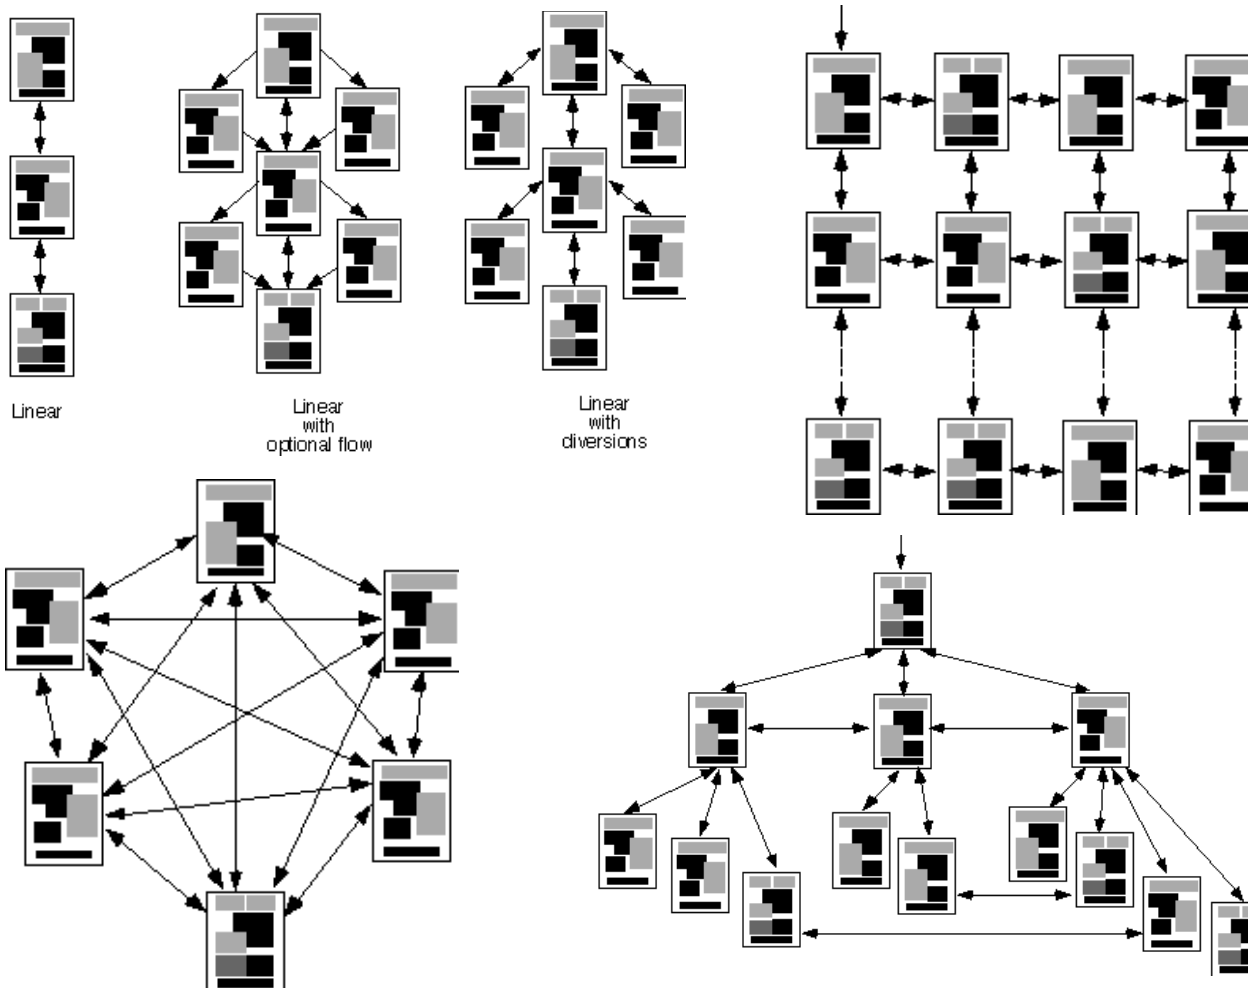 Linear
Linear
with
optional flow
Linear
with
diversions